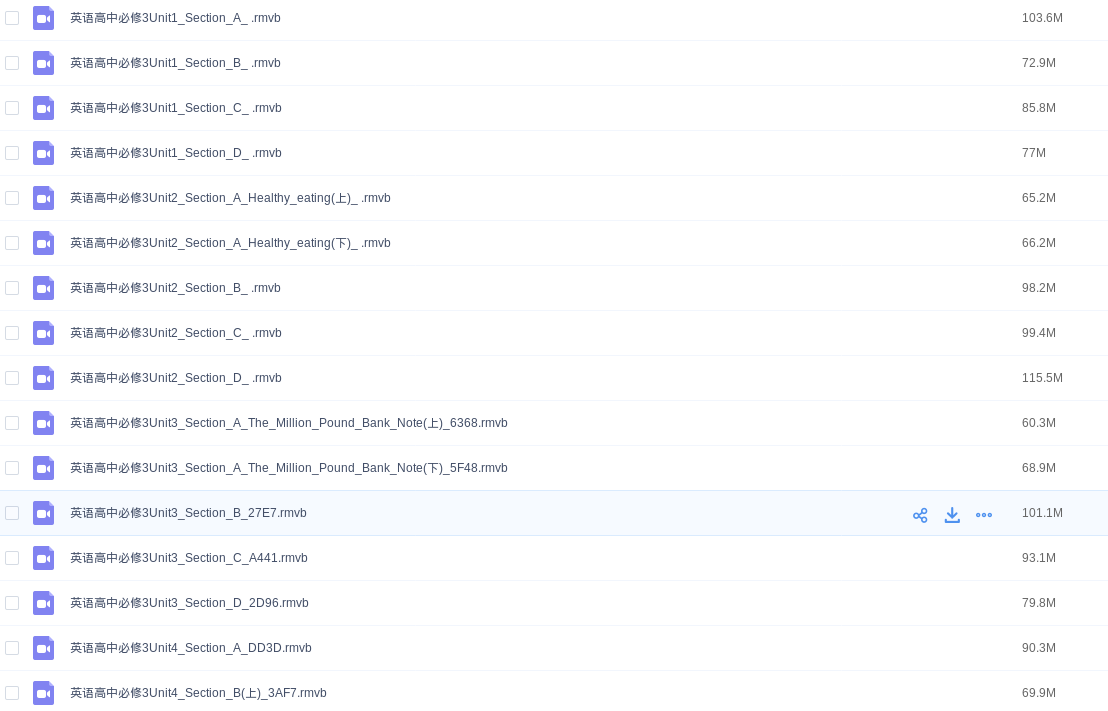 英语高中必修3Unit1_Section_A_ .rmvb 103.6M
英语高中必修3Unit1_Section_B_ .rmvb 72.9M
英语高中必修3Unit1_Section_C_ .rmvb 85.8M
英语高中必修3Unit1_Section_D_ .rmvb 77M
英语高中必修3Unit2_Section_A_Healthy_eating(上)_ .rmvb 65.2M
英语高中必修3Unit2_Section_A_Healthy_eating(下)_ .rmvb 66.2M
英语高中必修3Unit2_Section_B_ .rmvb 98.2M
英语高中必修3Unit2_Section_C_ .rmvb 99.4M
英语高中必修3Unit2_Section_D_ .rmvb 115.5M
英语高中必修3Unit3_Section_A_The_Million_Pound_Bank_Note(上)_6368.rmvb 60.3M
英语高中必修3Unit3_Section_A_The_Million_Pound_Bank_Note(下)_5F48.rmvb 68.9M
英语高中必修3Unit3_Section_B_27E7.rmvb 101.1M
英语高中必修3Unit3_Section_C_A441.rmvb 93.1M
英语高中必修3Unit3_Section_D_2D96.rmvb 79.8M
英语高中必修3Unit4_Section_A_DD3D.rmvb 90.3M
英语高中必修3Unit4_Section_B(上)_3AF7.rmvb 69.9M